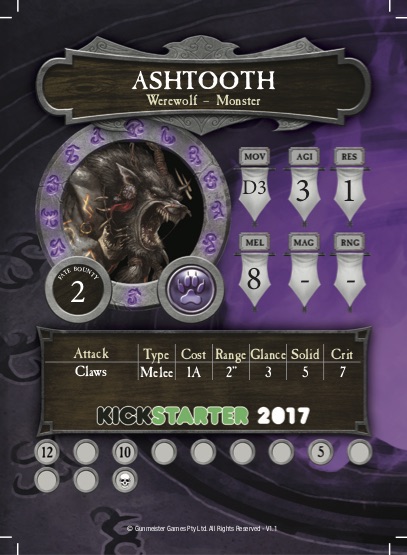 ASHTOOTH
Werewolf – Monster
MOV AGI RES
D3 3 1
MEL MAG RNG
8 - -
FATE BOUNTY
2
Attack Type Cost Range Glance Solid Crit
Claws Melee 1A 2" 3 5 7
KICKSTARTER 2017
12 10 5
© Gunmeister Games Pty Ltd. All Rights Reserved - V1.1